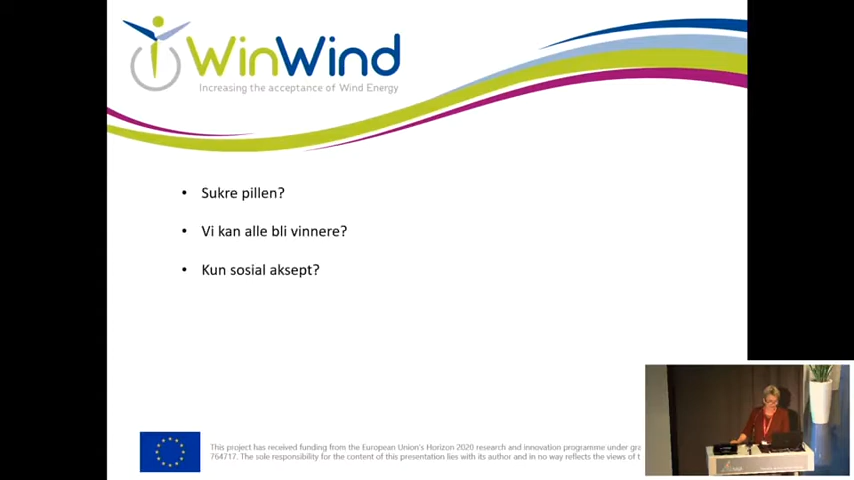 WinWind
Increasing the acceptance of Wind Energy
• Sukre pillen?
• Vi kan alle bli vinnere?
• Kun sosial aksept?
This project has received funding from the European Union's Horizon 2020 research and innovation programme under gra
764717. The sole responsibility for the content of this presentation lies with its author and in no way reflects the views of t